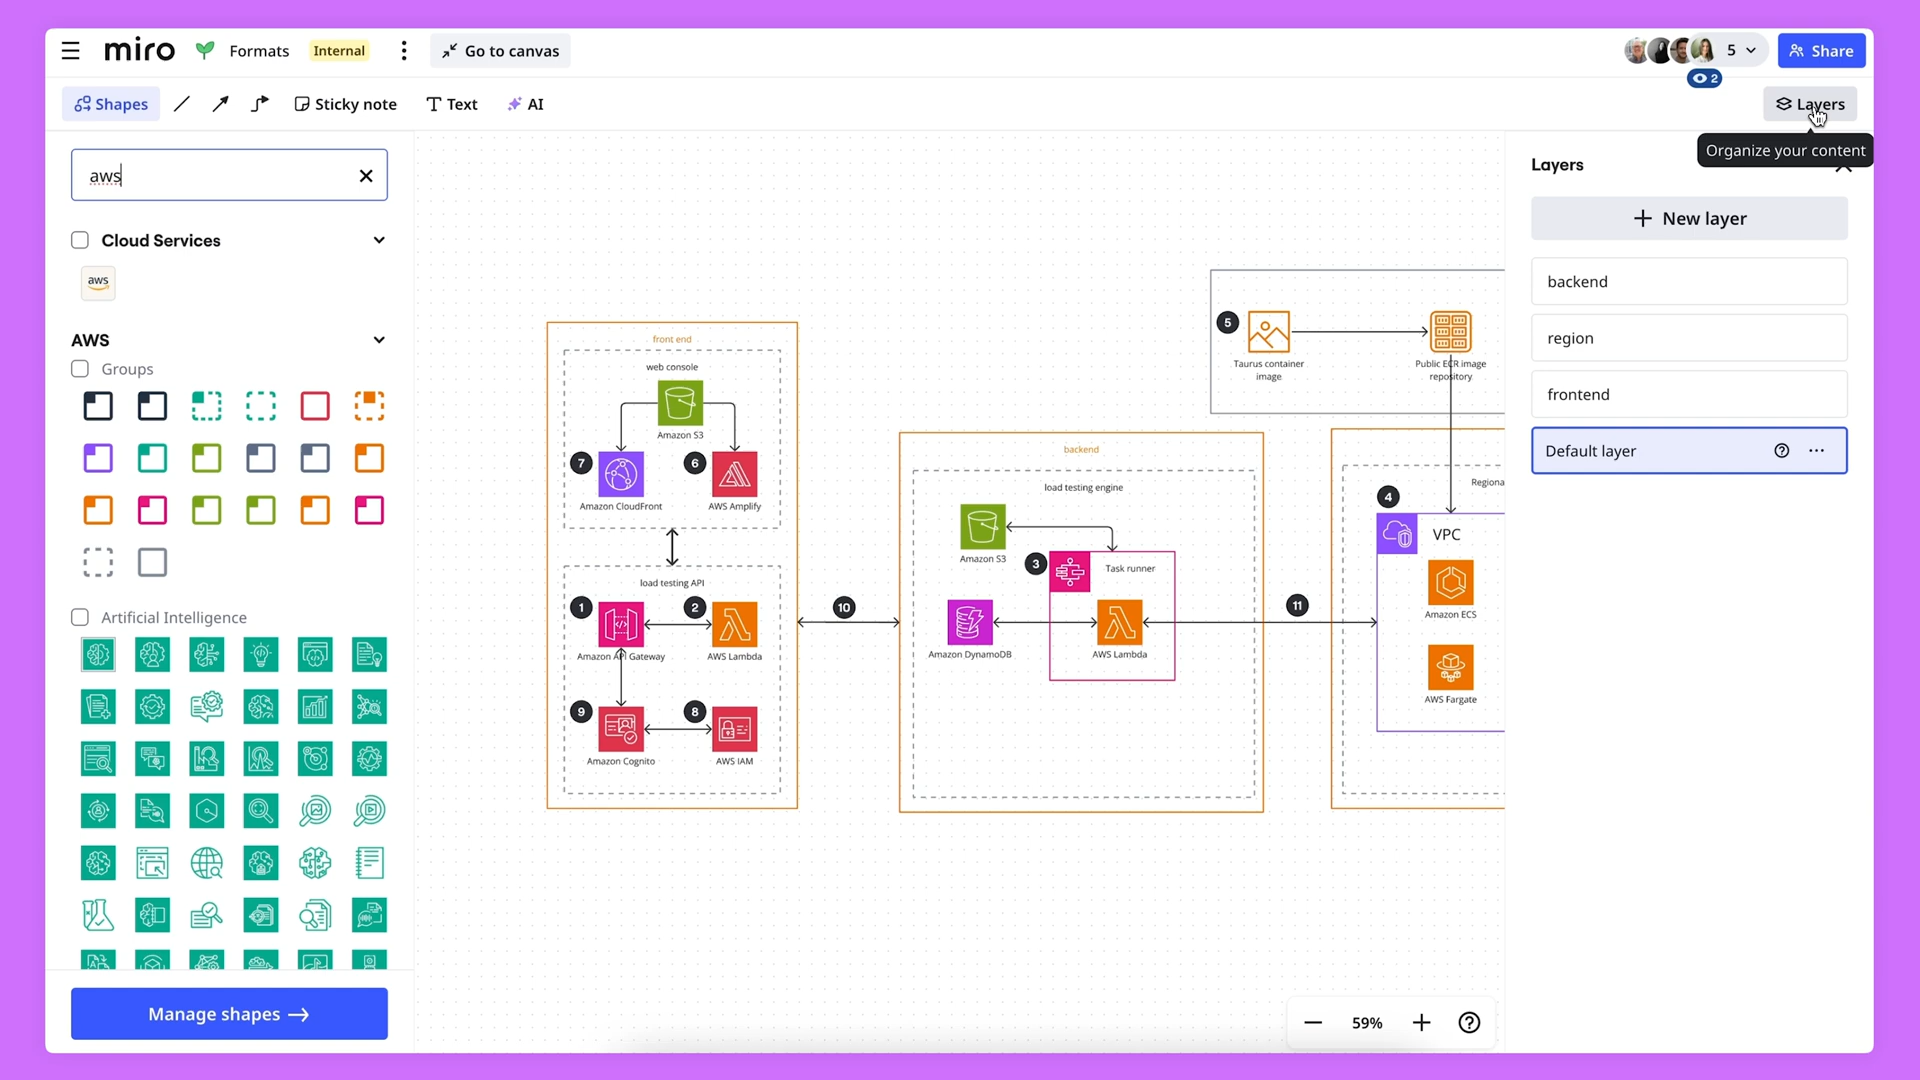 miro
Formats
Internal
Go to canvas
5
Share
2
Shapes
Sticky note
Text
AI
Layers
Organize your content
aws
Cloud Services
aws
AWS
Groups
Artificial Intelligence
Manage shapes
front end
web console
Amazon S3
7
6
Amazon CloudFront
AWS Amplify
load testing API
1
2
Amazon API Gateway
AWS Lambda
9
8
Amazon Cognito
AWS IAM
10
backend
load testing engine
Amazon S3
3
Task runner
Amazon DynamoDB
AWS Lambda
11
5
Taurus container
image
Public ECR image
repository
Regiona
4
VPC
Amazon ECS
AWS Fargate
59%
Layers
New layer
backend
region
frontend
Default layer